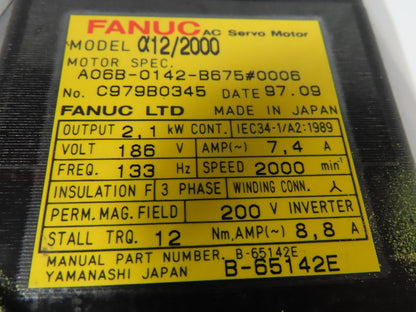 FANUC AC Servo Motor
MODEL α12/2000
MOTOR SPEC.
A06B-0142-B675#0006
No. C979B0345 DATE 97.09
FANUC LTD MADE IN JAPAN
OUTPUT 2,1 kW CONT. IEC34-1/A2:1989
VOLT 186 V AMP(~) 7,4 A
FREQ. 133 Hz SPEED 2000 min-1
INSULATION F 3 PHASE WINDING CONN. 人
PERM. MAG. FIELD 200 V INVERTER
STALL TRQ. 12 Nm, AMP(~) 8,8 A
MANUAL PART NUMBER. B-65142E
YAMANASHI JAPAN B-65142E